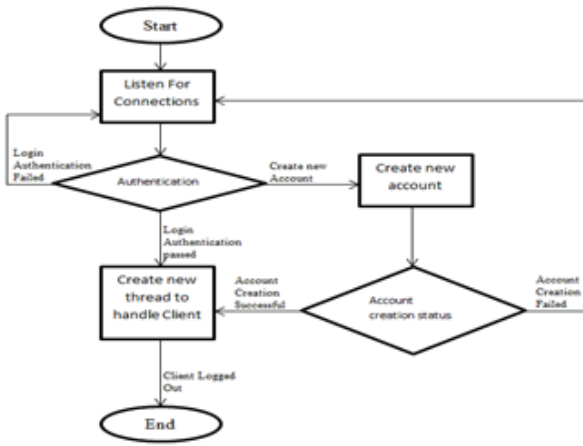 Start
Listen For
Connections
Login
Authentication
Failed
Authentication
Create new
Account
Create new
account
Login
Authentication
passed
Create new
thread to
handle Client
Account
Creation
Successful
Account
creation status
Account
Creation
Failed
Client Logged
Out
End